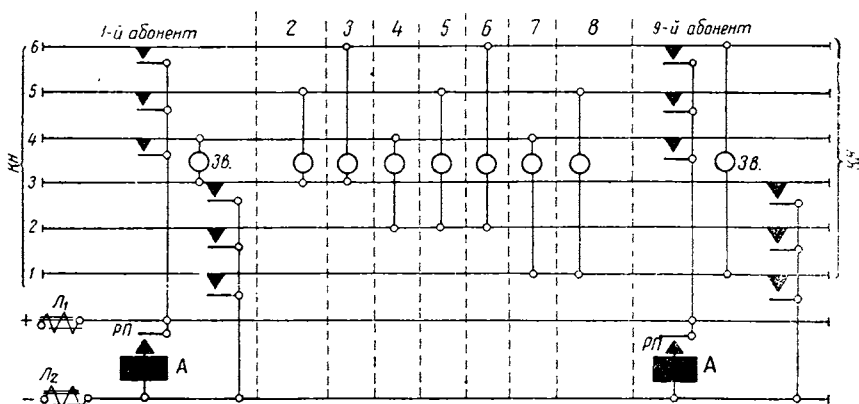 1-й абонент 2 3 4 5 6 7 8 9-й абонент
6
5
4
Зв. Зв.
КН КН
3
2
1
+ Л₁
РП РП
А А
− Л₂